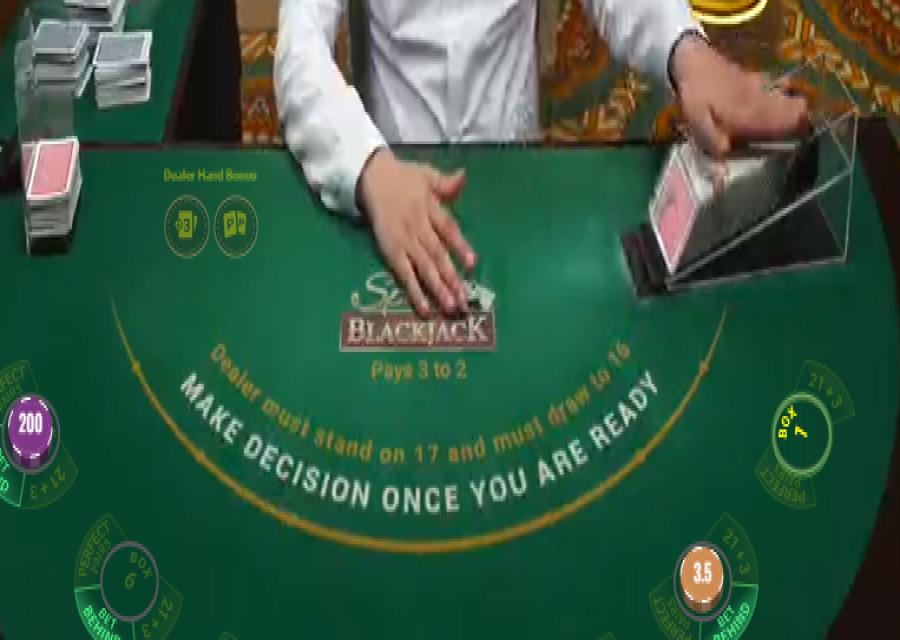 Dealer Hand Bonus
BLACKJACK
Pays 3 to 2
Dealer must stand on 17 and must draw to 16
MAKE DECISION ONCE YOU ARE READY
PERFECT PAIRS
200
21+3
21+3
BOX 7
PERFECT PAIRS
PERFECT PAIRS
BOX 6
BET BEHIND
21+3
21+3
3.5
BET BEHIND